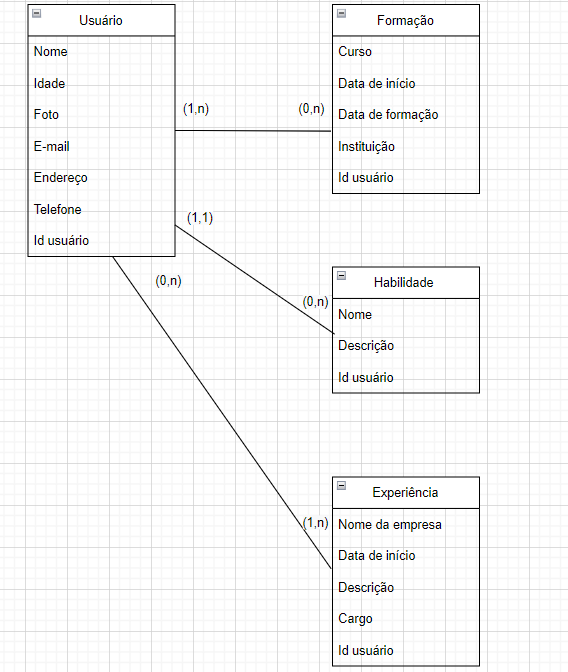 Usuário
Nome
Idade
Foto
E-mail
Endereço
Telefone
Id usuário
(1,n)
(0,n)
Formação
Curso
Data de início
Data de formação
Instituição
Id usuário
(1,1)
(0,n)
Habilidade
Nome
Descrição
Id usuário
(0,n)
(1,n)
Experiência
Nome da empresa
Data de início
Descrição
Cargo
Id usuário